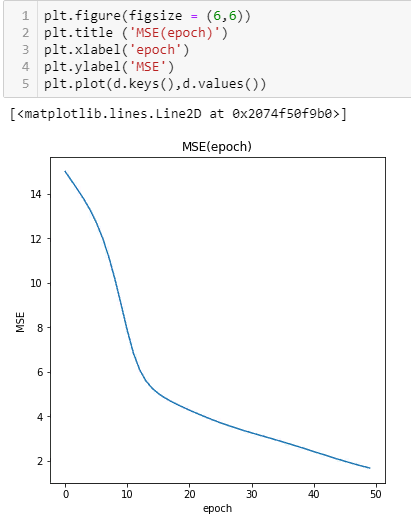 1 plt.figure(figsize = (6,6))
2 plt.title ('MSE(epoch)')
3 plt.xlabel('epoch')
4 plt.ylabel('MSE')
5 plt.plot(d.keys(),d.values())
[<matplotlib.lines.Line2D at 0x2074f50f9b0>]
MSE(epoch)
14
12
10
8
6
4
2
MSE
0 10 20 30 40 50
epoch